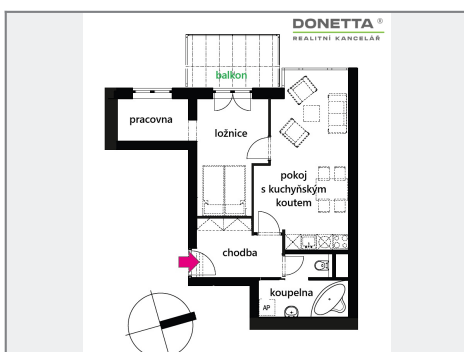 DONETTA ®
REALITNÍ KANCELÁŘ
balkon
pracovna
ložnice
pokoj
s kuchyňským
koutem
chodba
koupelna
AP